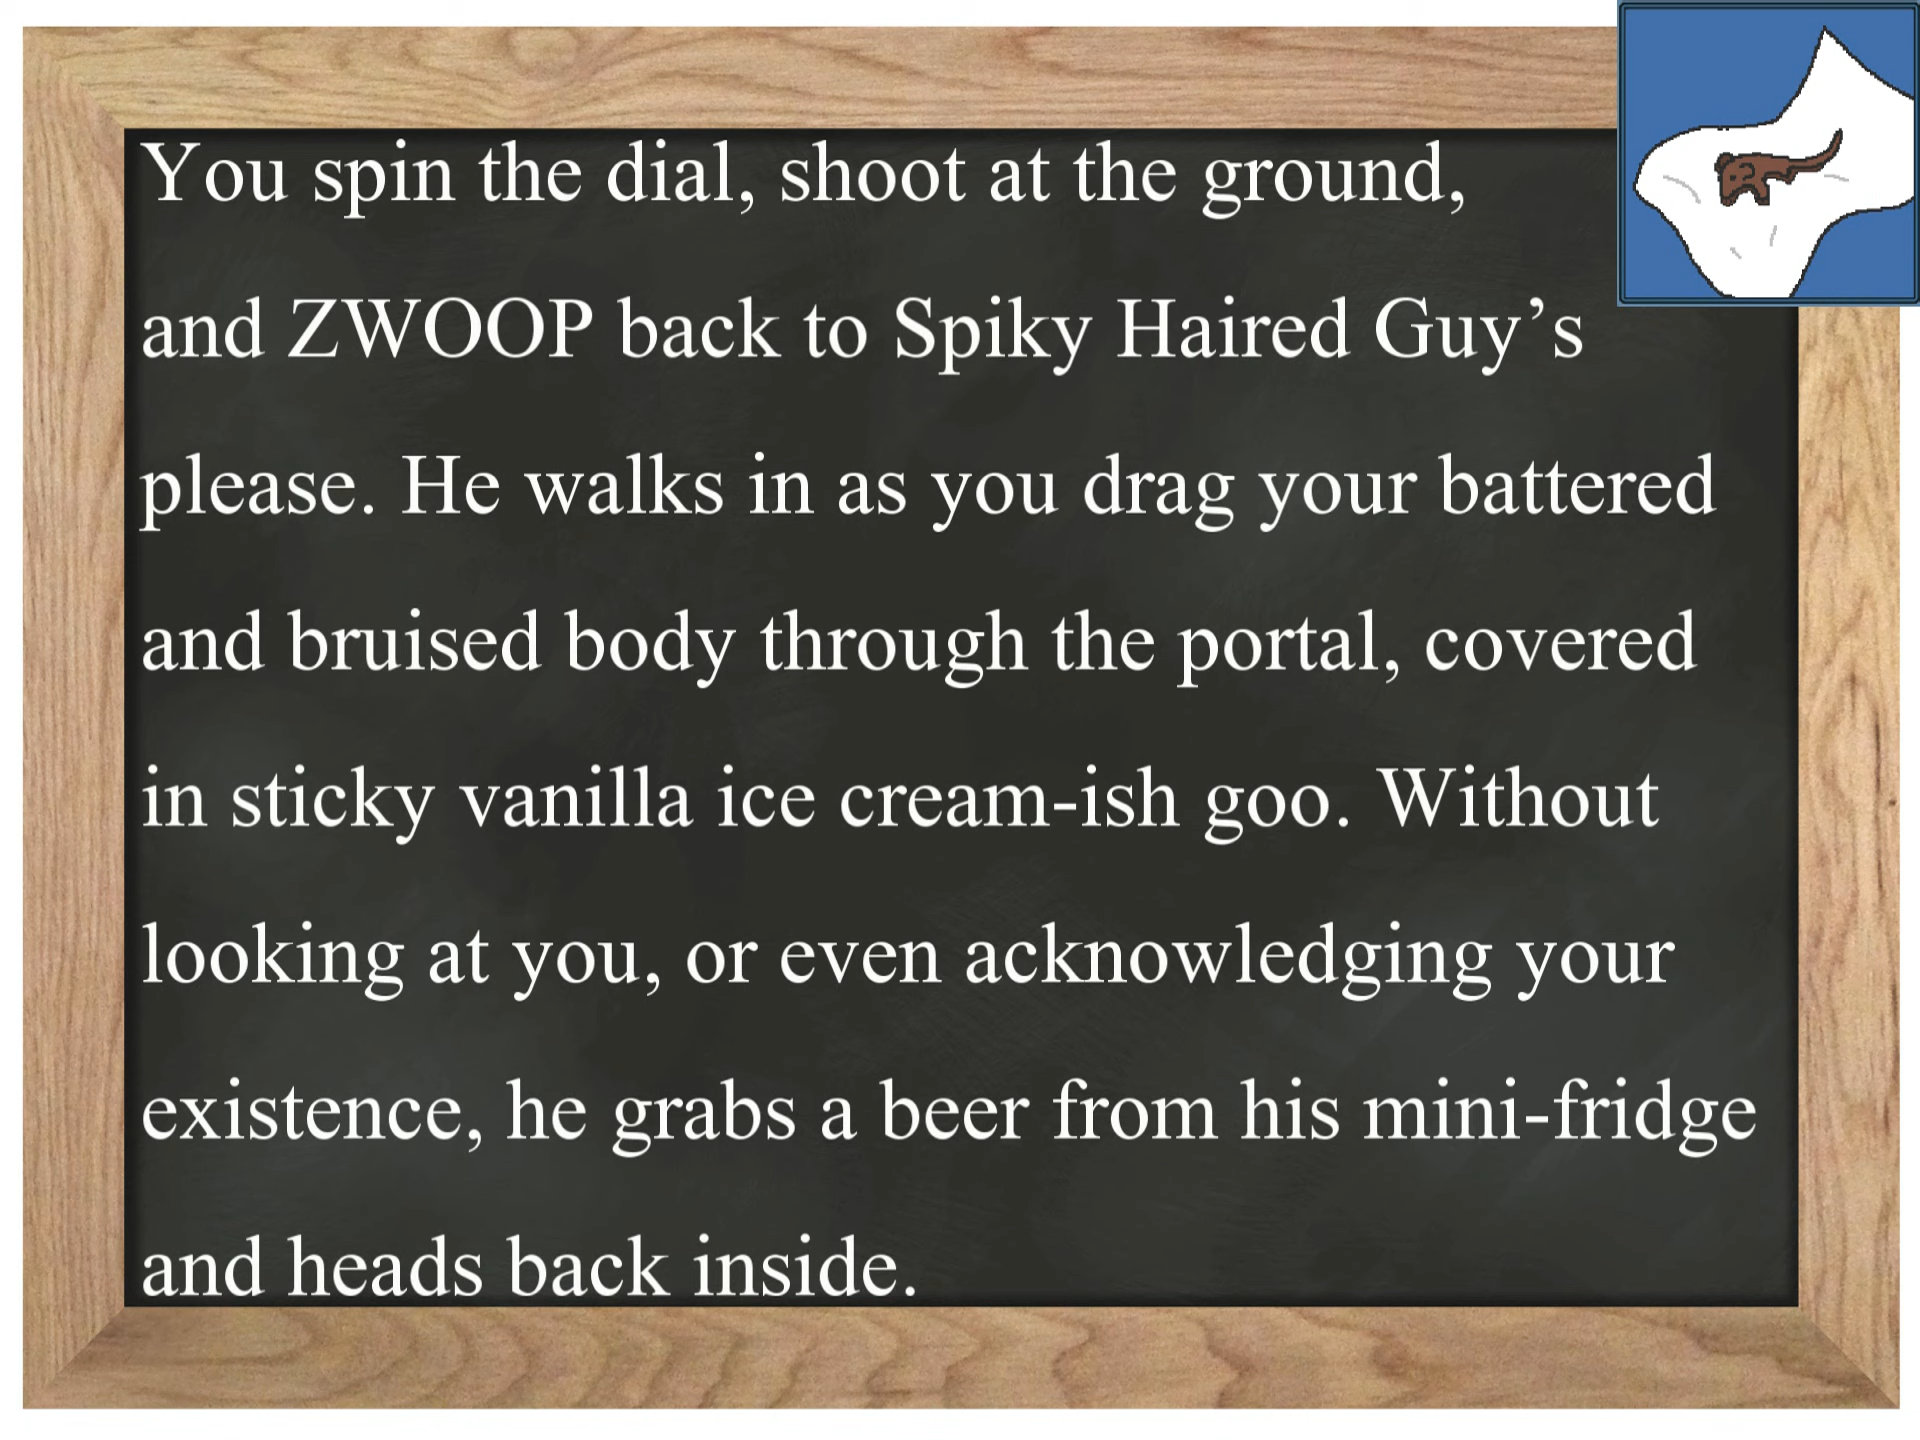 You spin the dial, shoot at the ground,
and ZWOOP back to Spiky Haired Guy’s
please. He walks in as you drag your battered
and bruised body through the portal, covered
in sticky vanilla ice cream-ish goo. Without
looking at you, or even acknowledging your
existence, he grabs a beer from his mini-fridge
and heads back inside.